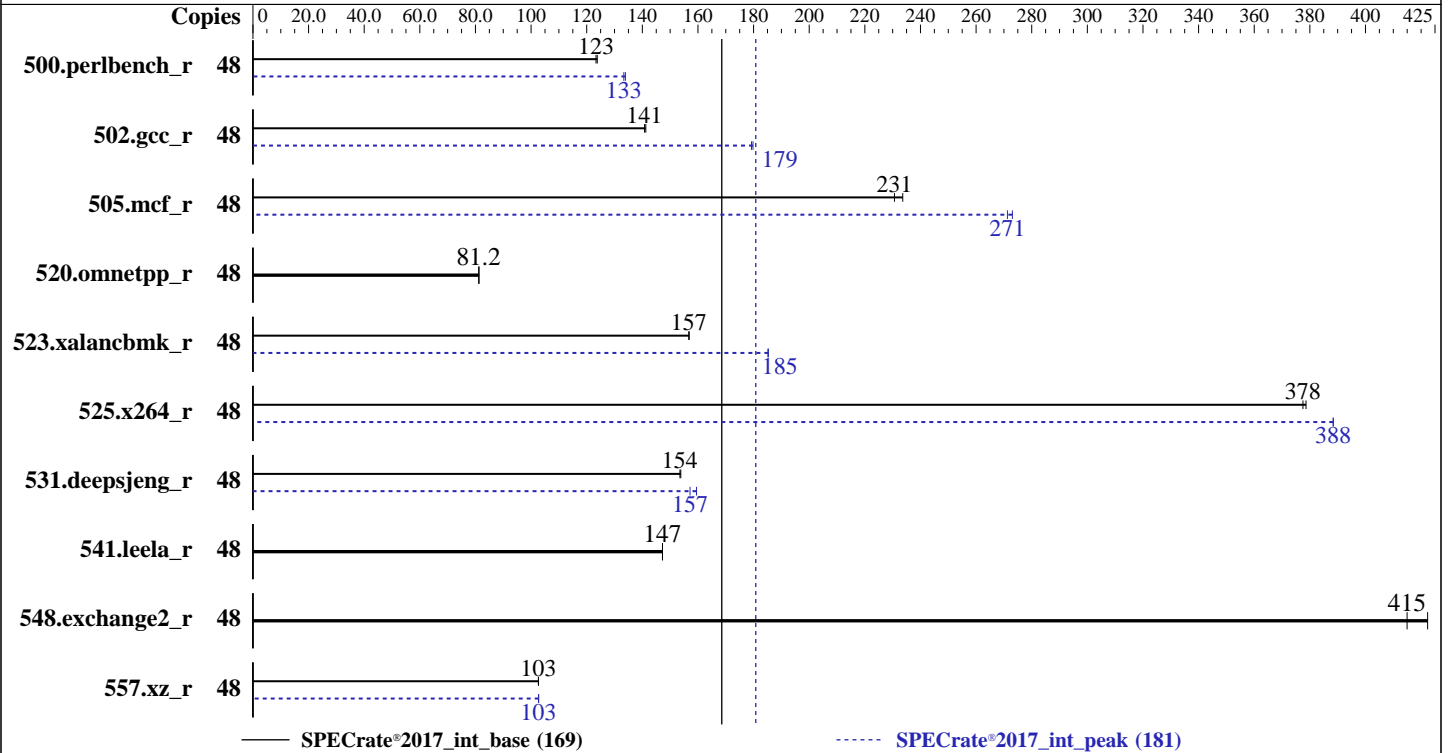 Copies 0 20.0 40.0 60.0 80.0 100 120 140 160 180 200 220 240 260 280 300 320 340 360 380 400 425
500.perlbench_r 48 123
133
502.gcc_r 48 141
179
505.mcf_r 48 231
271
520.omnetpp_r 48 81.2
523.xalancbmk_r 48 157
185
525.x264_r 48 378
388
531.deepsjeng_r 48 154
157
541.leela_r 48 147
548.exchange2_r 48 415
557.xz_r 48 103
103
SPECrate®2017_int_base (169) SPECrate®2017_int_peak (181)